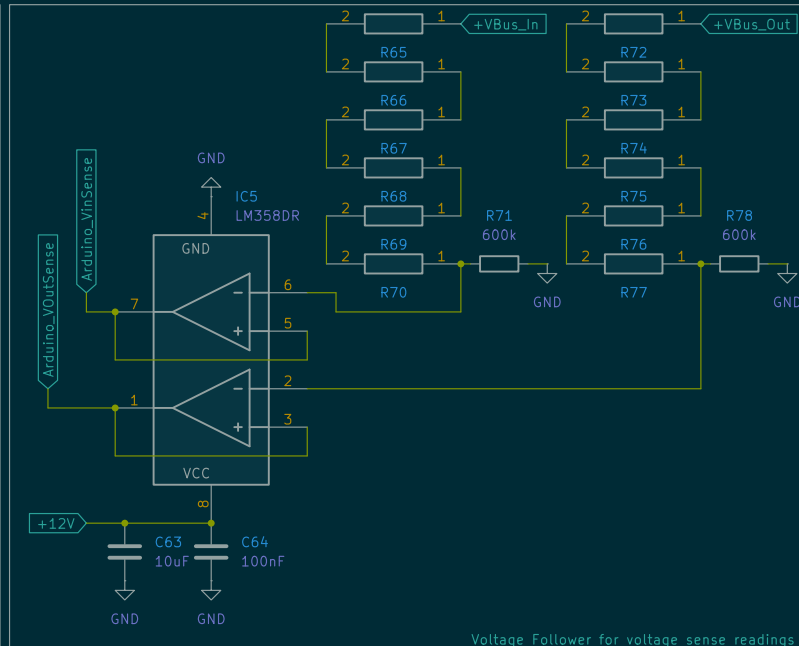 2 1 +VBus_In
R65
2 1
R66
2 1
R67
2 1
R68
2 1
R69
2 1
R70
R71
600k
GND
2 1 +VBus_Out
R72
2 1
R73
2 1
R74
2 1
R75
2 1
R76
2 1
R77
R78
600k
GND
GND
4
IC5
LM358DR
GND
Arduino_VinSense
Arduino_VOutSense
7
- 6
+ 5
1
- 2
+ 3
VCC
8
+12V
C63
10uF
C64
100nF
GND
GND
Voltage Follower for voltage sense readings